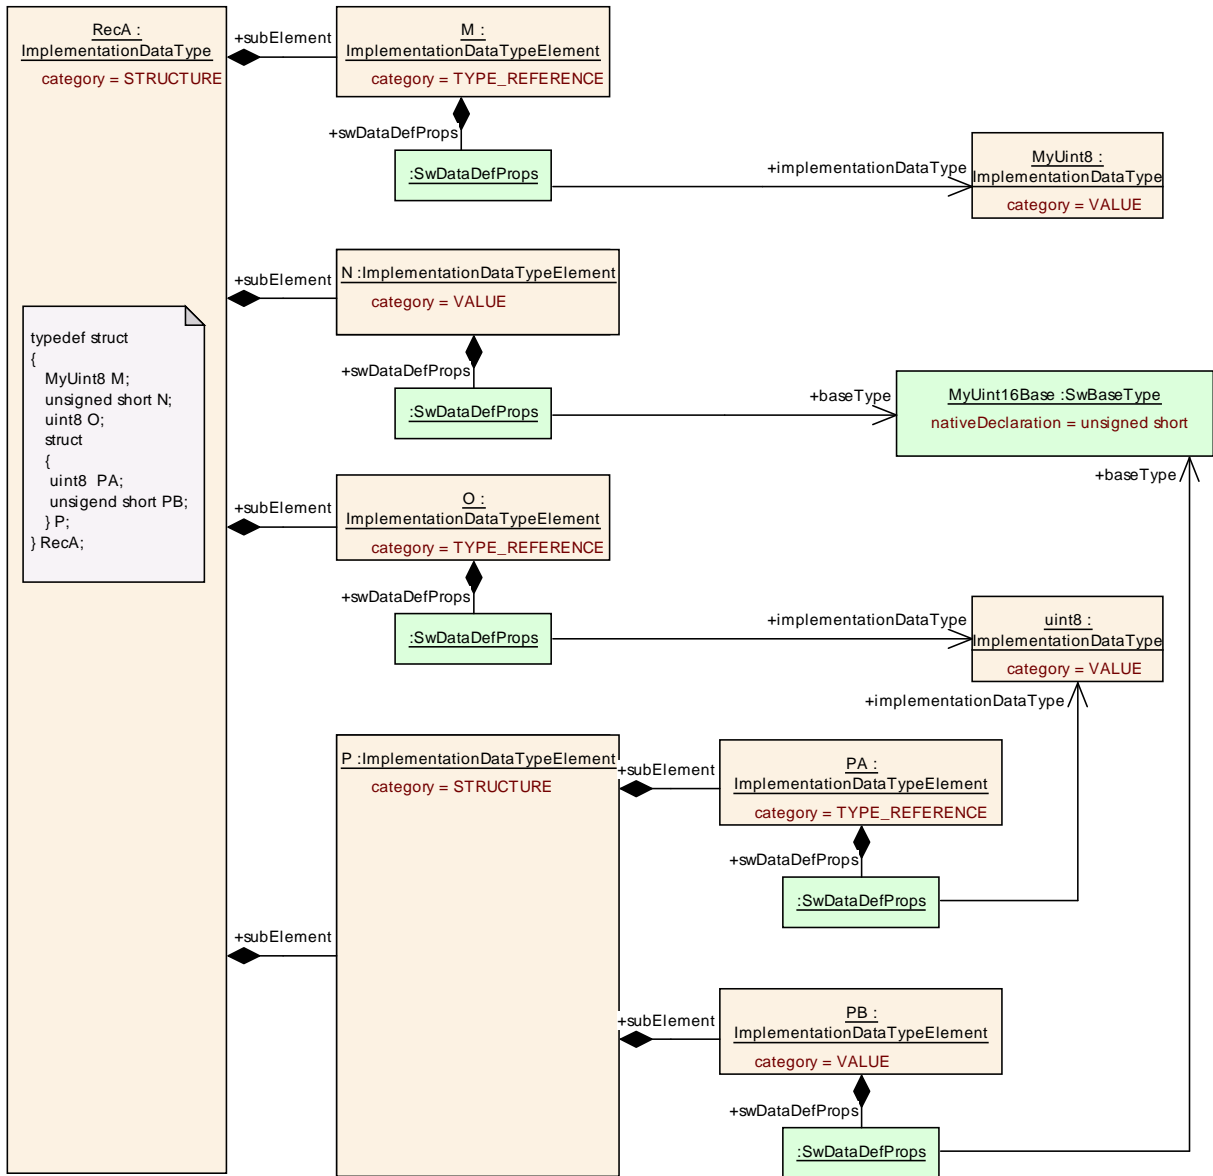 RecA :
ImplementationDataType
category = STRUCTURE
+subElement
M :
ImplementationDataTypeElement
category = TYPE_REFERENCE
+swDataDefProps
:SwDataDefProps
+implementationDataType
MyUint8 :
ImplementationDataType
category = VALUE
+subElement
N :ImplementationDataTypeElement
category = VALUE
+swDataDefProps
:SwDataDefProps
+baseType
MyUint16Base :SwBaseType
nativeDeclaration = unsigned short
+baseType
typedef struct
{
MyUint8 M;
unsigned short N;
uint8 O;
struct
{
uint8  PA;
unsigend short PB;
} P;
} RecA;
+subElement
O :
ImplementationDataTypeElement
category = TYPE_REFERENCE
+swDataDefProps
:SwDataDefProps
+implementationDataType
uint8 :
ImplementationDataType
category = VALUE
+implementationDataType
+subElement
P :ImplementationDataTypeElement
category = STRUCTURE
+subElement
PA :
ImplementationDataTypeElement
category = TYPE_REFERENCE
+swDataDefProps
:SwDataDefProps
+subElement
PB :
ImplementationDataTypeElement
category = VALUE
+swDataDefProps
:SwDataDefProps